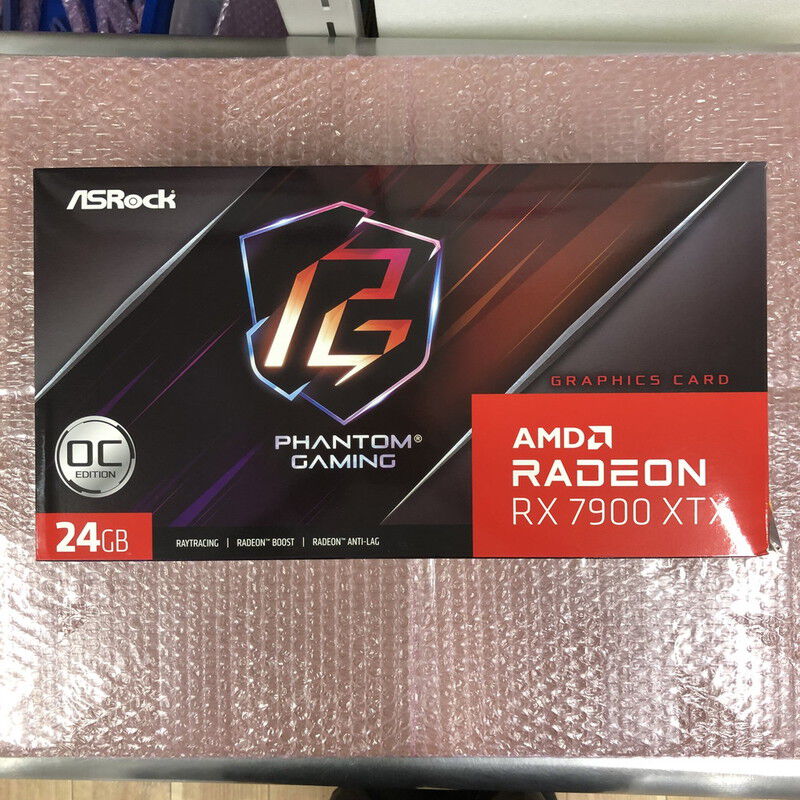 ASRock
GRAPHICS CARD
PHANTOM® GAMING
OC
EDITION
AMD
RADEON
RX 7900 XTX
24GB
RAYTRACING | RADEON™ BOOST | RADEON™ ANTI-LAG